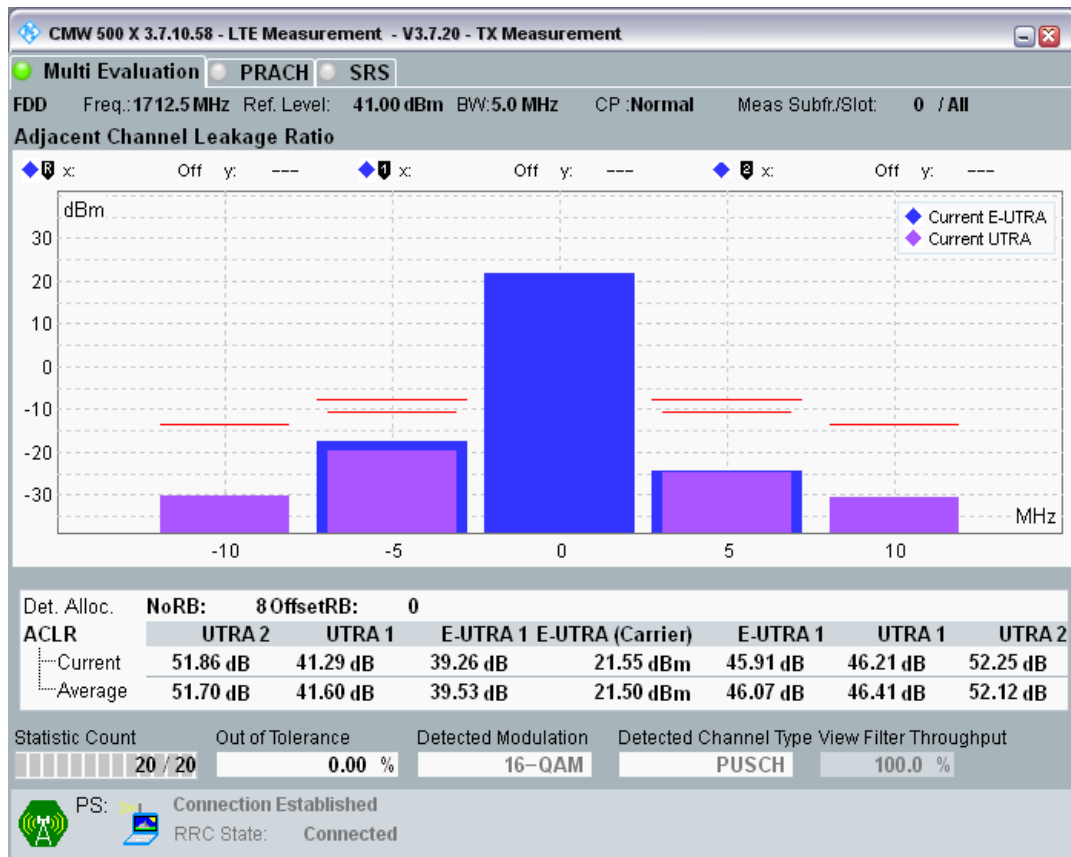 CMW 500 X 3.7.10.58 - LTE Measurement - V3.7.20 - TX Measurement
Multi Evaluation PRACH SRS
FDD Freq.:1712.5 MHz Ref. Level: 41.00 dBm BW:5.0 MHz CP :Normal Meas Subfr./Slot: 0 / All
Adjacent Channel Leakage Ratio
R x: Off y: --- 1 x: Off y: --- 2 x: Off y: ---
dBm
Current E-UTRA
Current UTRA
30
20
10
0
-10
-20
-30
MHz
-10 -5 0 5 10
Det. Alloc. NoRB: 8 OffsetRB: 0
ACLR UTRA 2 UTRA 1 E-UTRA 1 E-UTRA (Carrier) E-UTRA 1 UTRA 1 UTRA 2
Current 51.86 dB 41.29 dB 39.26 dB 21.55 dBm 45.91 dB 46.21 dB 52.25 dB
Average 51.70 dB 41.60 dB 39.53 dB 21.50 dBm 46.07 dB 46.41 dB 52.12 dB
Statistic Count Out of Tolerance Detected Modulation Detected Channel Type View Filter Throughput
20 / 20 0.00 % 16-QAM PUSCH 100.0 %
PS: Connection Established
RRC State: Connected